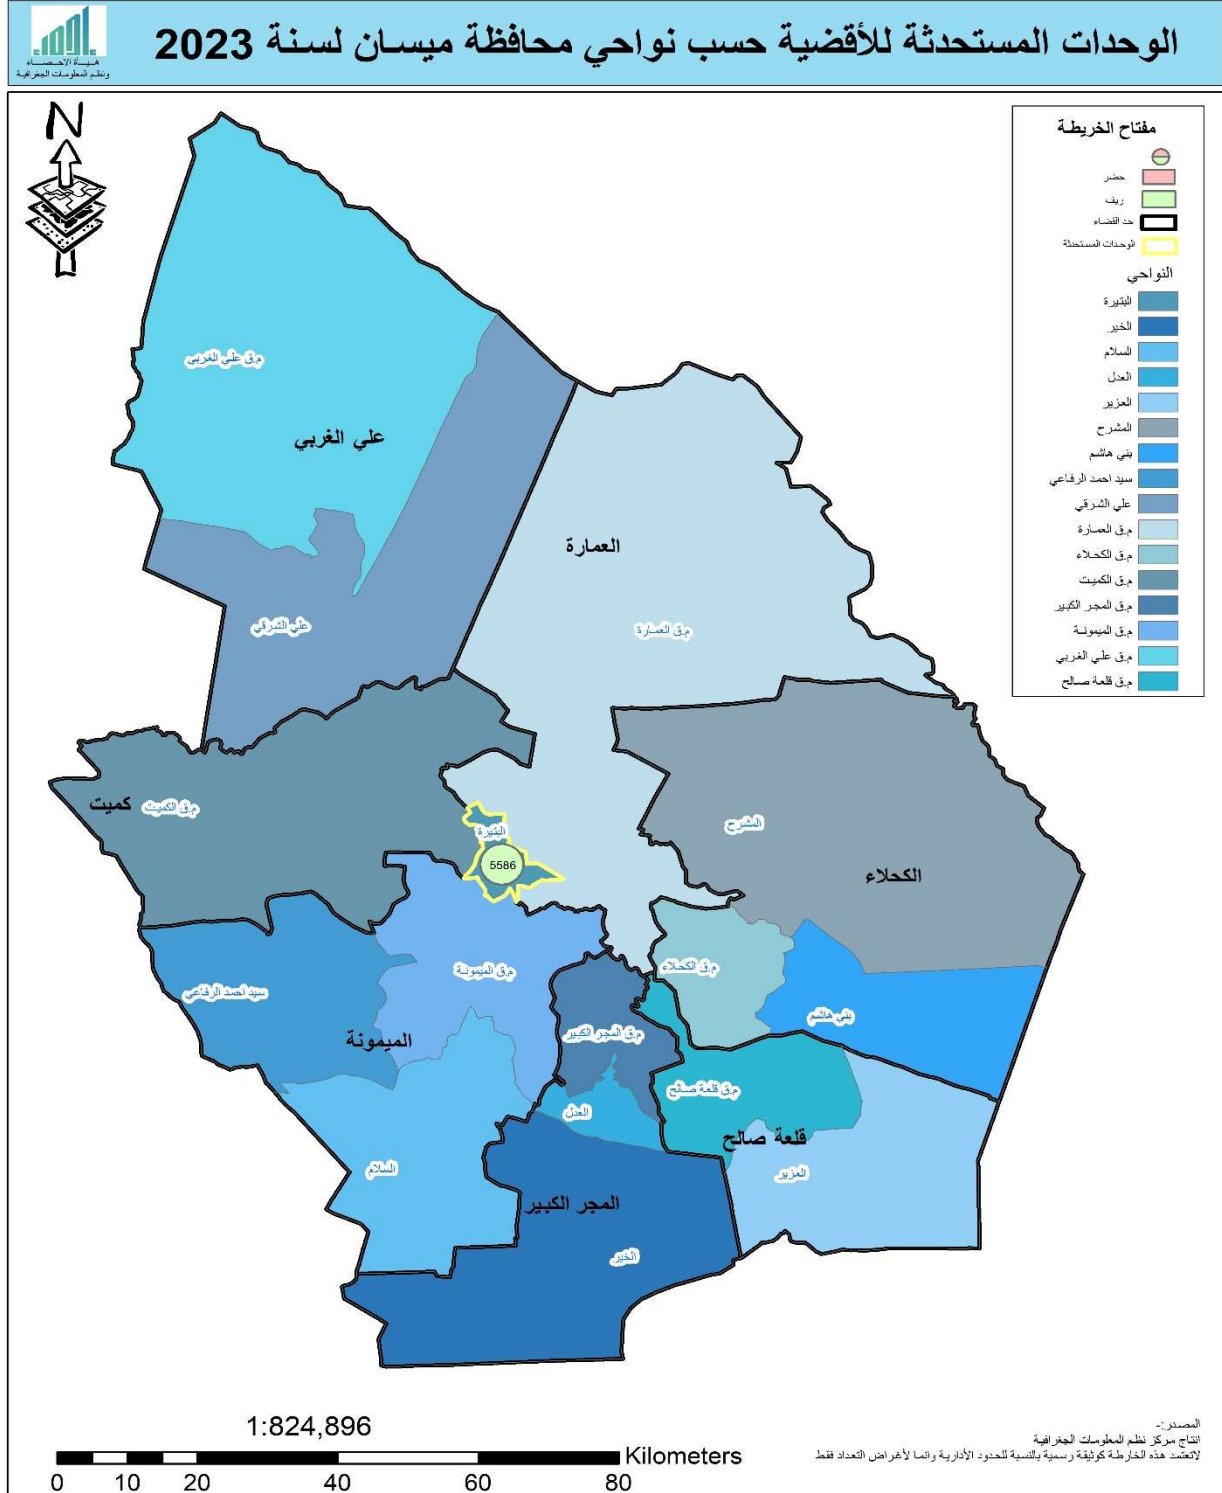 الوحدات المستحدثة للأقضية حسب نواحي محافظة ميسان لسنة 2023
هيـأة الاحصـاء
ونظم المعلومات الجغرافية
N
مفتاح الخريطة
حضر
ريف
حد القضاء
الوحدات المستحدثة
النواحي
البتيرة
الخير
السلام
العدل
العزير
المشرح
بني هاشم
سيد احمد الرفاعي
علي الشرقي
م.ق العمارة
م.ق الكحلاء
م.ق الكميت
م.ق المجر الكبير
م.ق الميمونة
م.ق علي الغربي
م.ق قلعة صالح
م.ق علي الغربي
علي الغربي
العمارة
علي الشرقي
م.ق العمارة
كميت
م.ق الكميت
البتيرة
5586
المشرح
الكحلاء
م.ق الميمونة
م.ق الكحلاء
سيد احمد الرفاعي
بني هاشم
الميمونة
م.ق المجر الكبير
م.ق قلعة صالح
العدل
قلعة صالح
السلام
العزير
المجر الكبير
الخير
1:824,896
Kilometers
0 10 20 40 60 80
المصدر:-
انتاج مركز نظم المعلومات الجغرافية
لاتعتمد هذه الخارطة كوثيقة رسمية بالنسبة للحدود الأدارية وانما لأغراض التعداد فقط